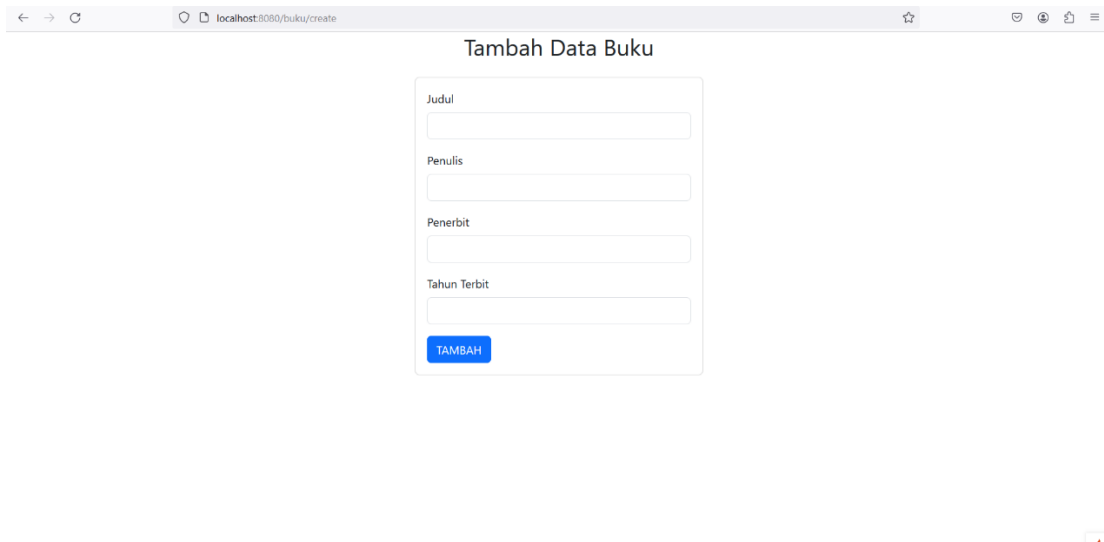 localhost:8080/buku/create
Tambah Data Buku
Judul
Penulis
Penerbit
Tahun Terbit
TAMBAH